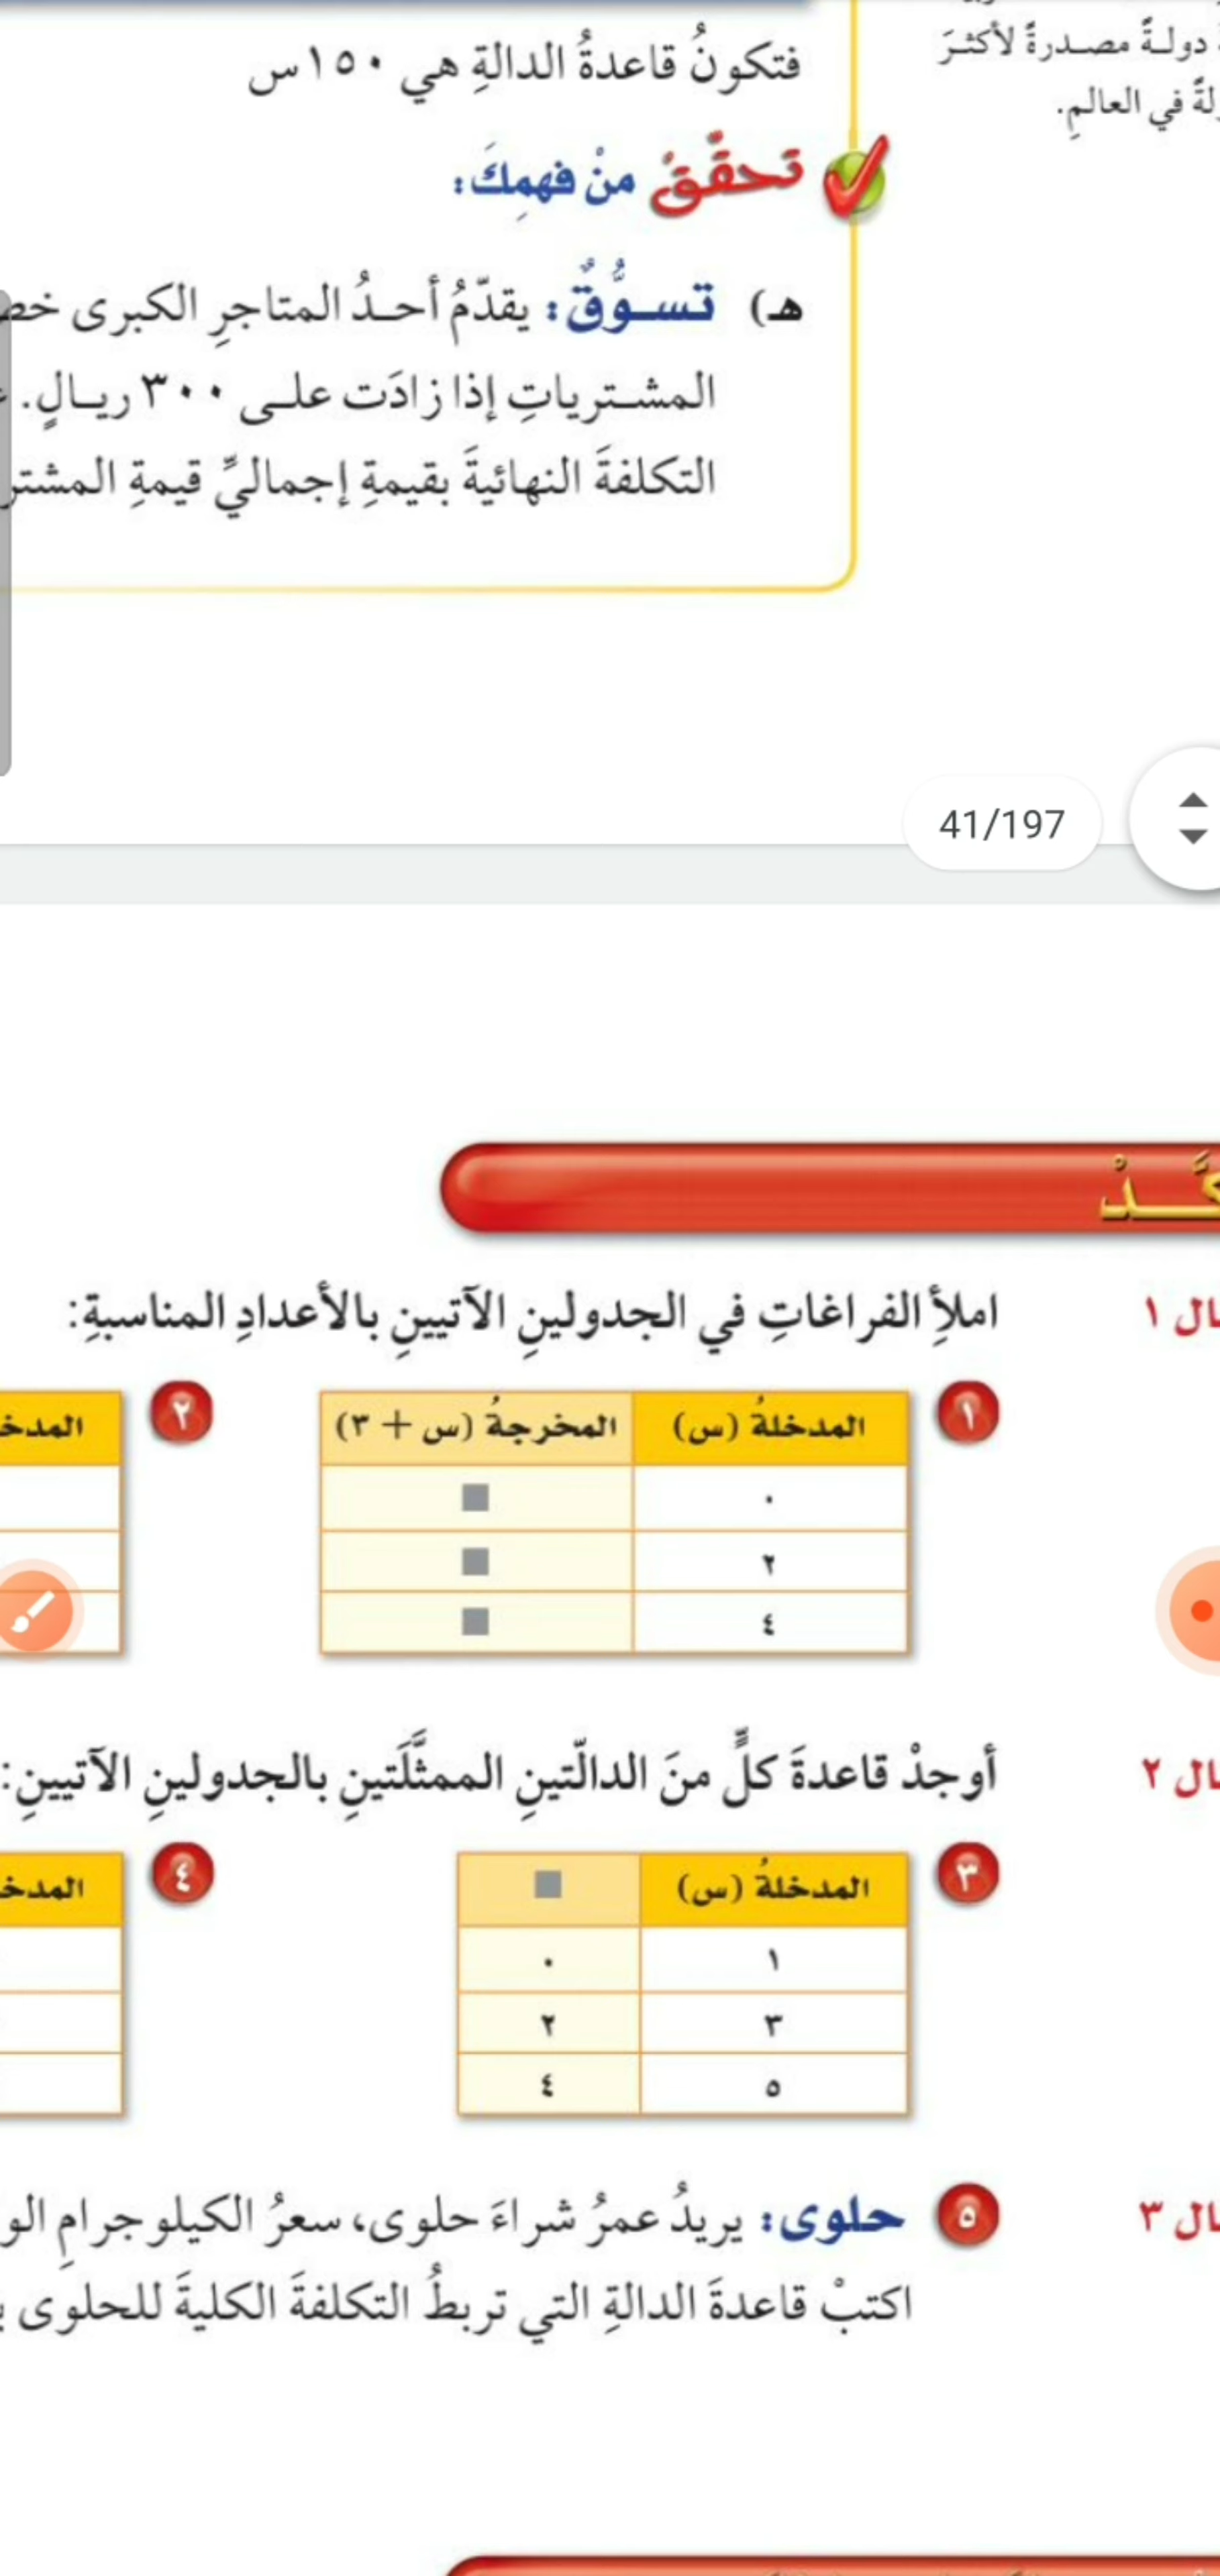 دولةً مصدرةً لأكثرَ
في العالمِ.
فتكونُ قاعدةُ الدالةِ هي ١٥٠س
تحقَّقْ منْ فهمِكَ:
هـ) تسوُّقٌ: يقدّمُ أحدُ المتاجرِ الكبرى
المشترياتِ إذا زادَت على ٣٠٠ ريالٍ.
التكلفةَ النهائيةَ بقيمةِ إجماليِّ قيمةِ
41/197
املأِ الفراغاتِ في الجدولينِ الآتيينِ بالأعدادِ المناسبةِ:
١
المدخلةُ (س) المخرجةُ (س + ٣)
٠ ■
٢ ■
٤ ■
٢
أوجدْ قاعدةَ كلٍّ منَ الدالّتينِ الممثَّلَتينِ بالجدولينِ الآتيينِ:
٣
المدخلةُ (س) ■
١ ٠
٣ ٢
٥ ٤
٤
٥ حلوى: يريدُ عمرُ شراءَ حلوى، سعرُ الكيلوجرامِ
اكتبْ قاعدةَ الدالةِ التي تربطُ التكلفةَ الكليةَ للحلوى